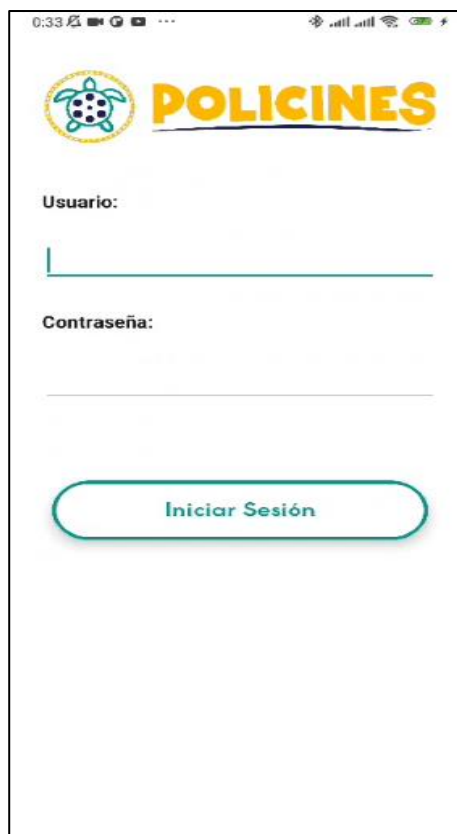 0:33
POLICINES
Usuario:
Contraseña:
Iniciar Sesión